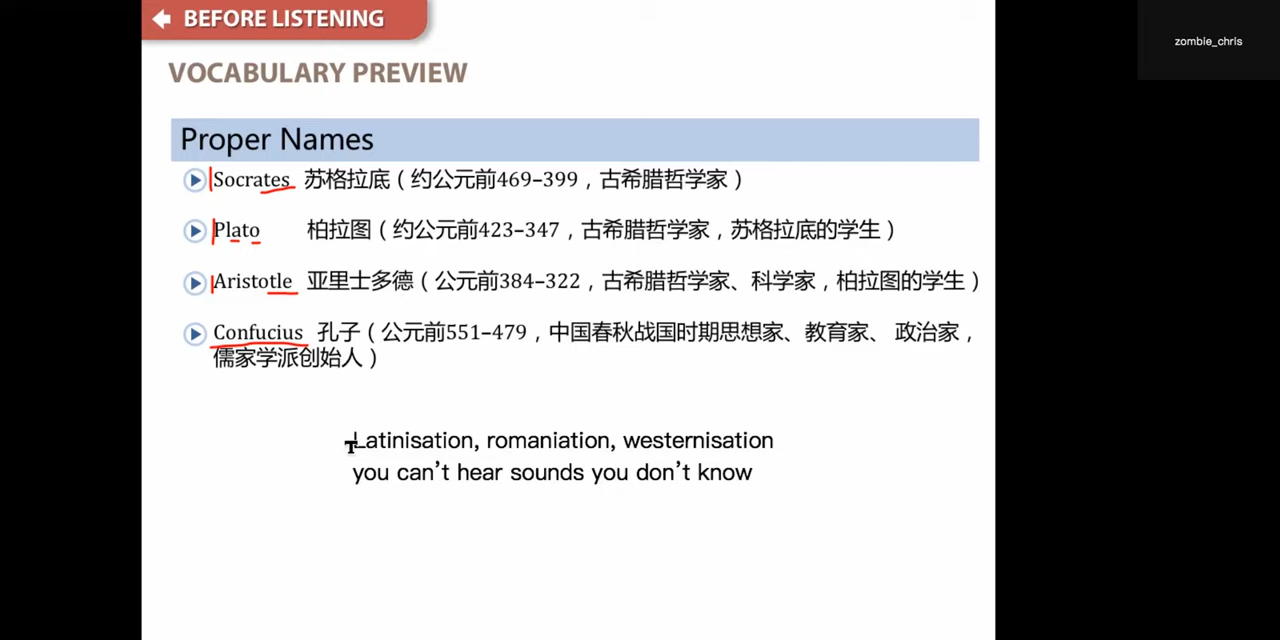 BEFORE LISTENING
zombie_chris
VOCABULARY PREVIEW
Proper Names
Socrates 苏格拉底（约公元前469–399，古希腊哲学家）
Plato 柏拉图（约公元前423–347，古希腊哲学家，苏格拉底的学生）
Aristotle 亚里士多德（公元前384–322，古希腊哲学家、科学家，柏拉图的学生）
Confucius 孔子（公元前551–479，中国春秋战国时期思想家、教育家、 政治家，
儒家学派创始人）
Latinisation, romaniation, westernisation
you can't hear sounds you don't know